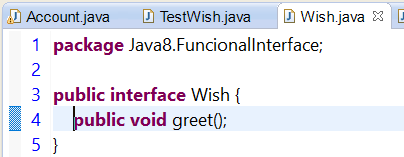 Account.java TestWish.java Wish.java
1 package Java8.FuncionalInterface;
2
3 public interface Wish {
4 public void greet();
5 }